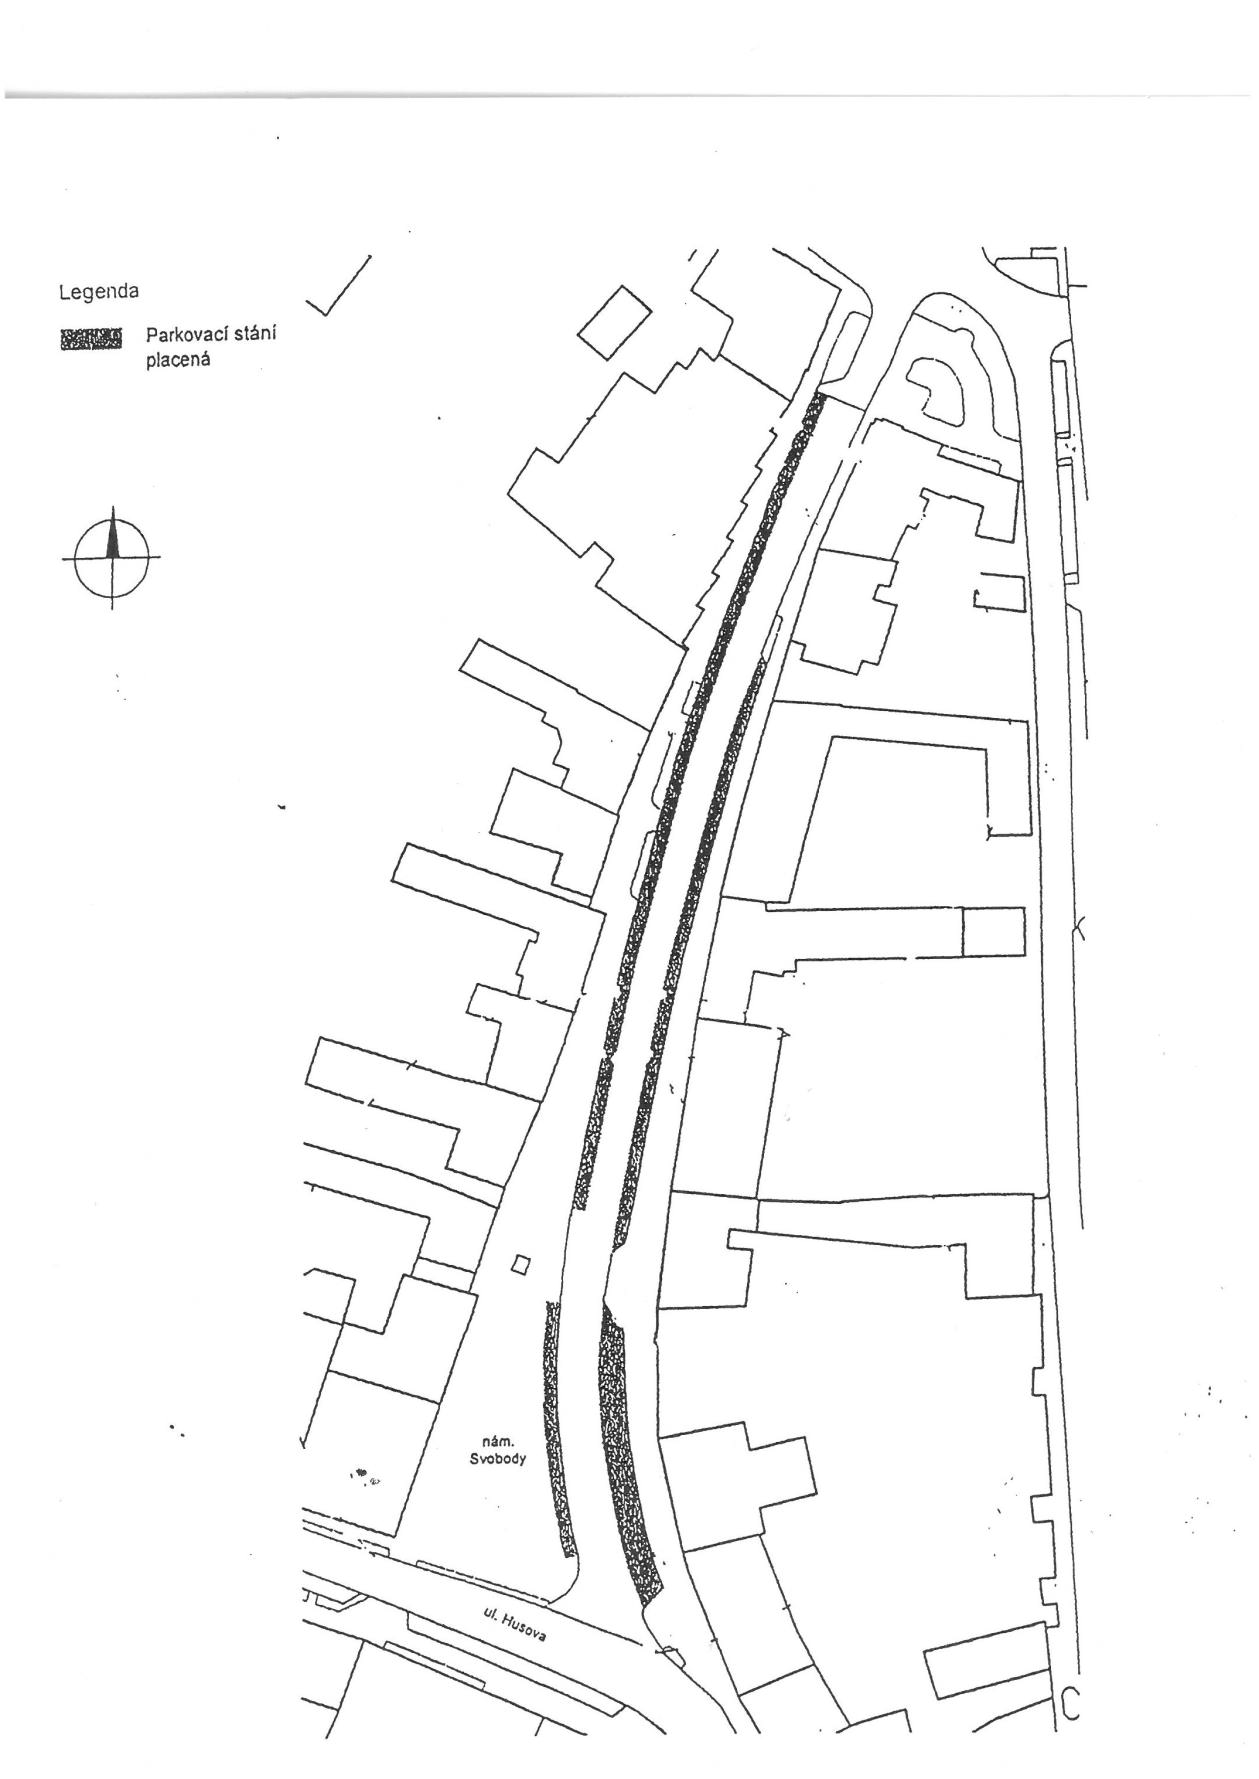 Legenda
Parkovací stání
placená
nám.
Svobody
ul. Husova